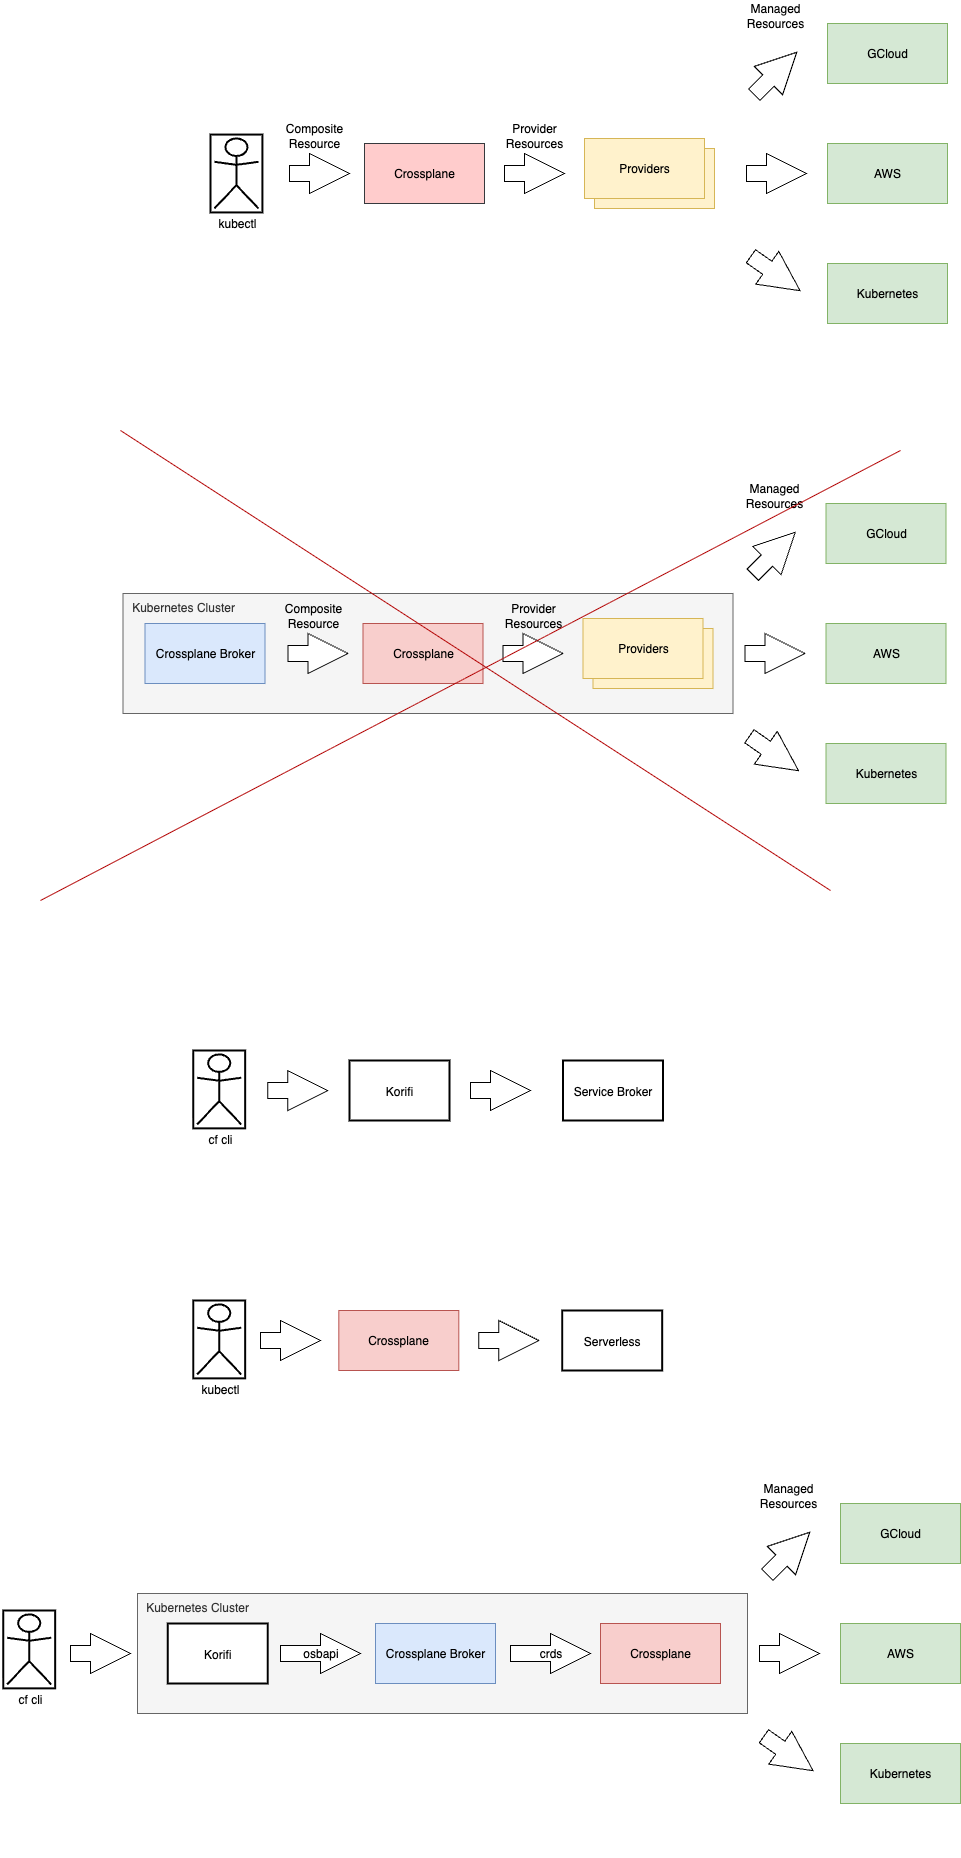 Managed
Resources
GCloud
Composite
Resource
Provider
Resources
Crossplane
Providers
AWS
kubectl
Kubernetes
Managed
Resources
GCloud
Kubernetes Cluster
Composite
Resource
Provider
Resources
Crossplane Broker
Crossplane
Providers
AWS
Kubernetes
Korifi
Service Broker
cf cli
Crossplane
Serverless
kubectl
Managed
Resources
GCloud
Kubernetes Cluster
Korifi
osbapi
Crossplane Broker
crds
Crossplane
AWS
cf cli
Kubernetes